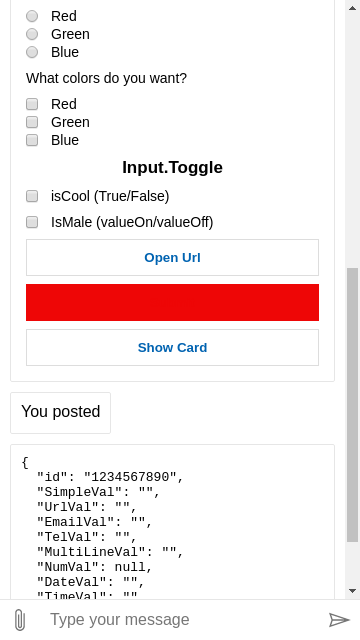 Red
Green
Blue
What colors do you want?
Red
Green
Blue
Input.Toggle
isCool (True/False)
IsMale (valueOn/valueOff)
Open Url
Show Card
You posted
{
  "id": "1234567890",
  "SimpleVal": "",
  "UrlVal": "",
  "EmailVal": "",
  "TelVal": "",
  "MultiLineVal": "",
  "NumVal": null,
  "DateVal": "",
  "TimeVal": ""
Type your message